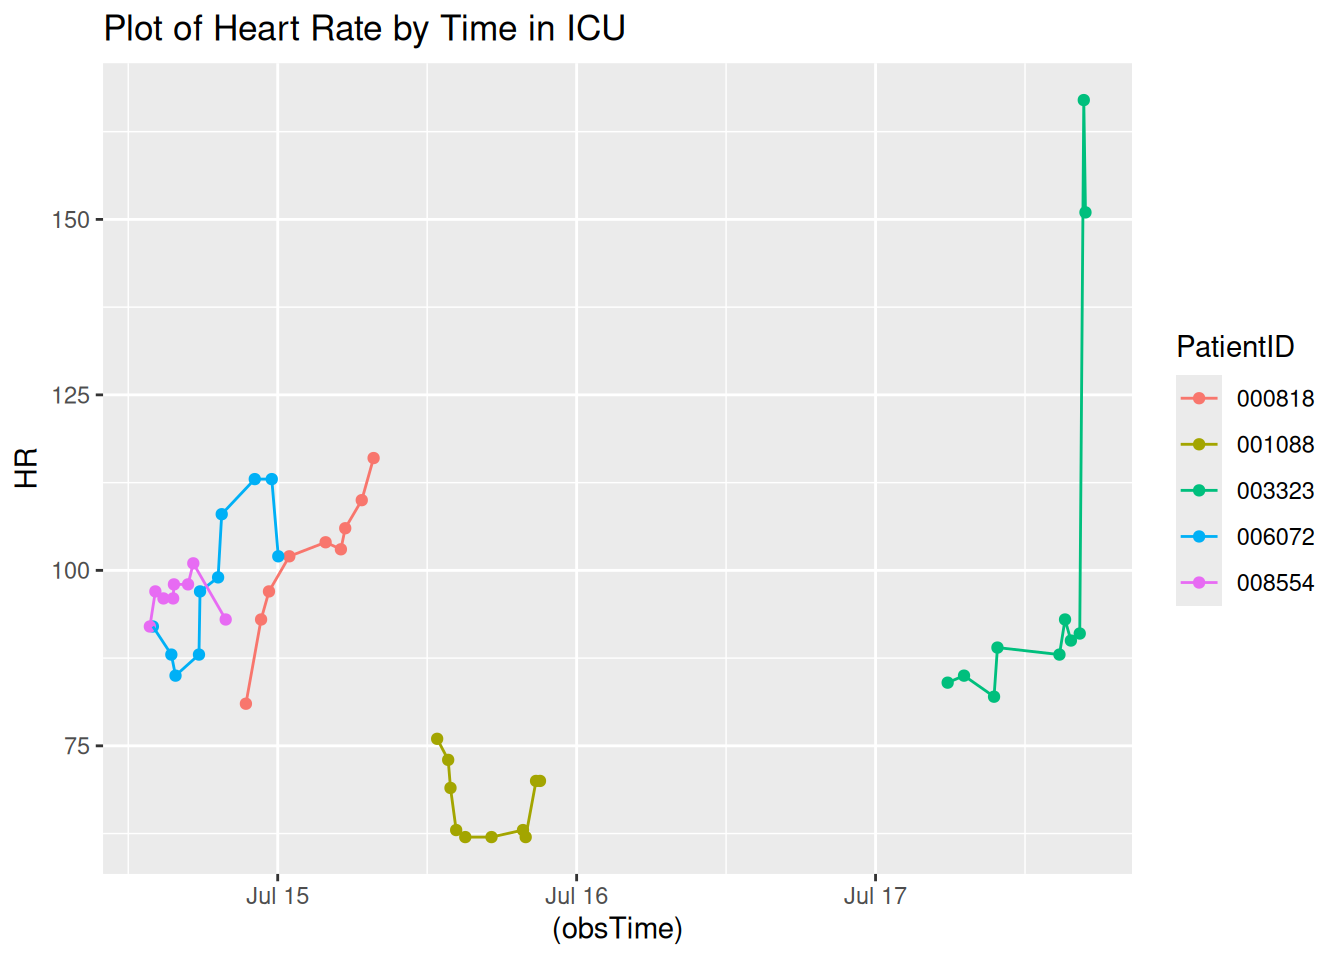 Plot of Heart Rate by Time in ICU
HR
150
125
100
75
Jul 15
Jul 16
Jul 17
(obsTime)
PatientID
000818
001088
003323
006072
008554